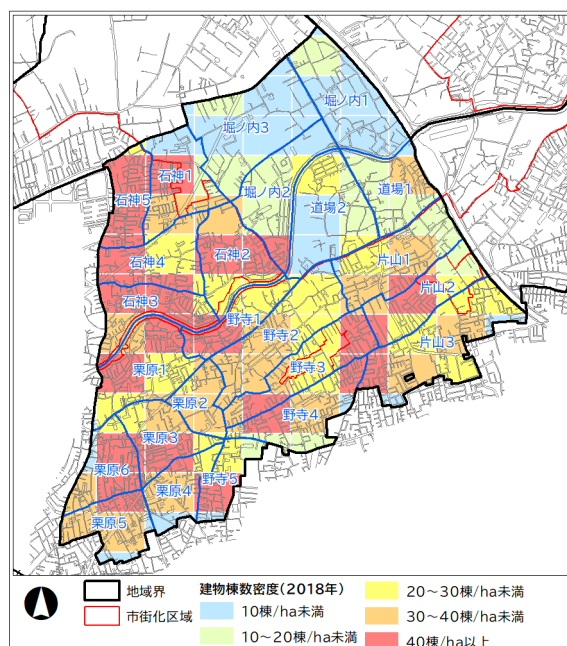 堀ノ内1
堀ノ内3
石神1
堀ノ内2
道場1
石神5
道場2
石神2
片山1
石神4
片山2
石神3
野寺1
野寺2
片山3
栗原1
野寺3
栗原2
野寺4
栗原3
栗原6
野寺5
栗原4
栗原5
地域界
市街化区域
建物棟数密度(2018年)
10棟/ha未満
10~20棟/ha未満
20~30棟/ha未満
30~40棟/ha未満
40棟/ha以上